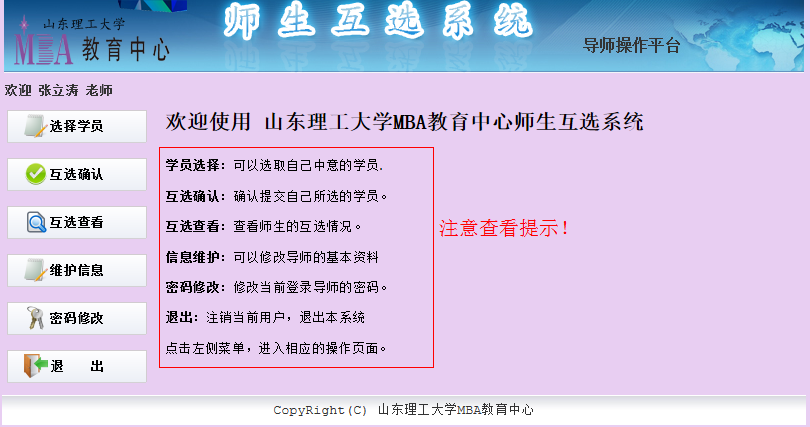 山东理工大学
MBA 教育中心
师生互选系统
导师操作平台
欢迎 张立涛 老师
选择学员
互选确认
互选查看
维护信息
密码修改
退 出
欢迎使用 山东理工大学MBA教育中心师生互选系统
学员选择：可以选取自己中意的学员.
互选确认：确认提交自己所选的学员。
互选查看：查看师生的互选情况。
信息维护：可以修改导师的基本资料
密码修改：修改当前登录导师的密码。
退出：注销当前用户，退出本系统
点击左侧菜单，进入相应的操作页面。
注意查看提示！
CopyRight(C) 山东理工大学MBA教育中心